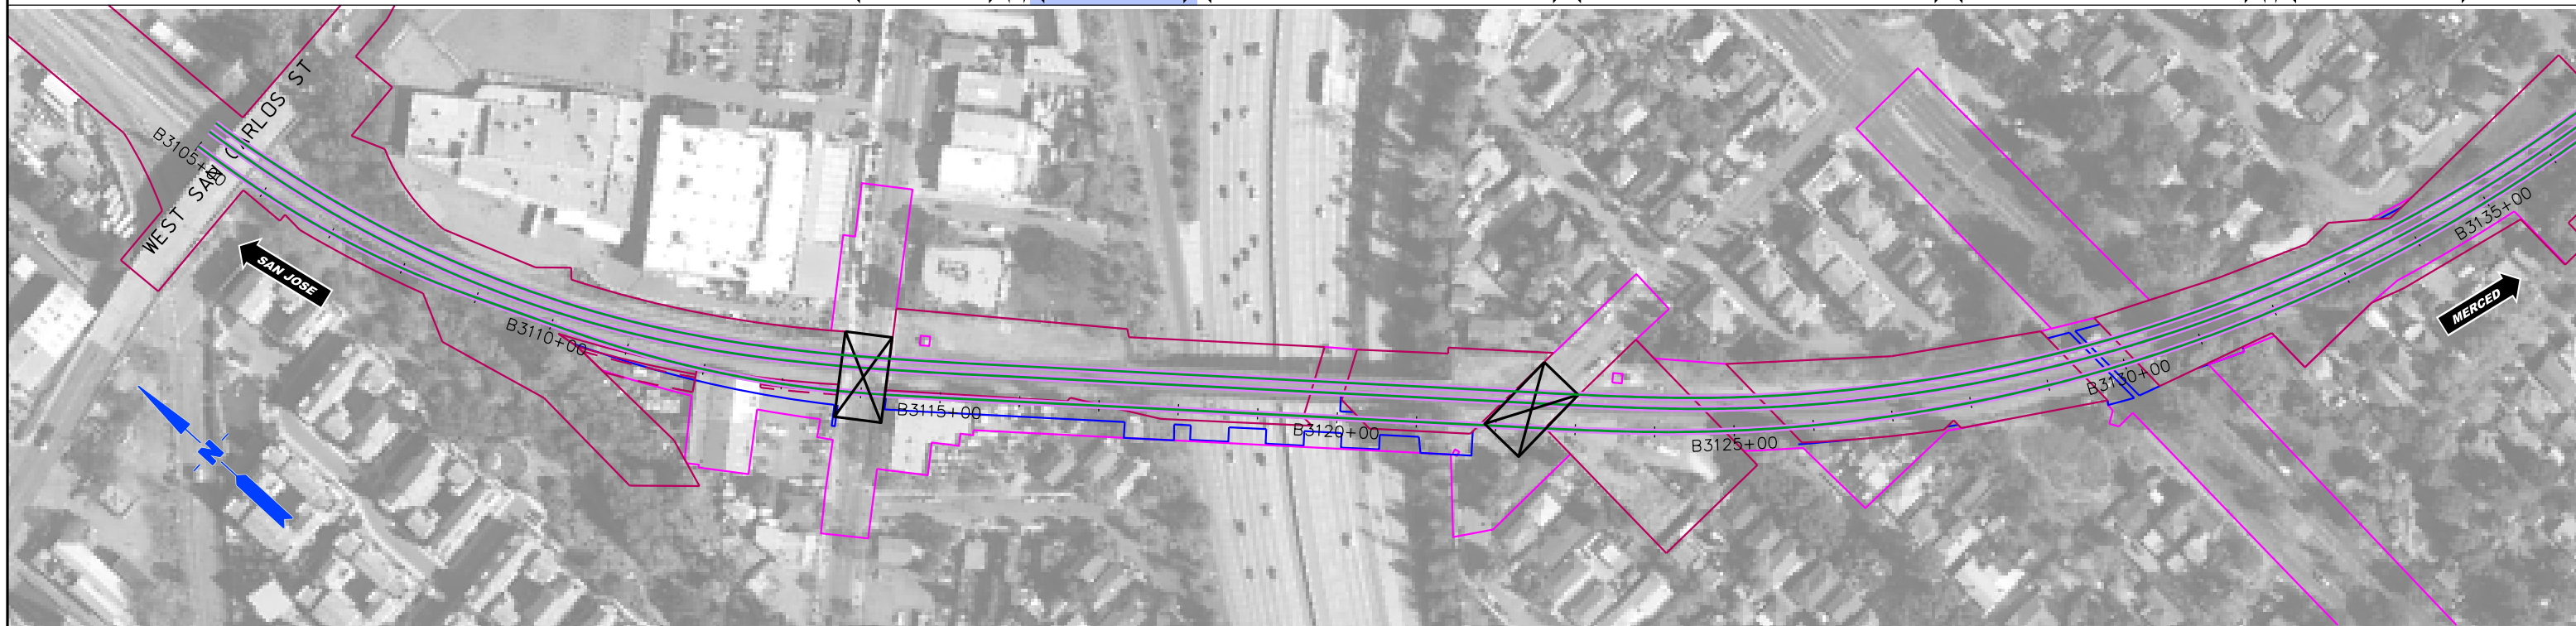 WEST SAN CARLOS ST
B3105+00
SAN JOSE
N
B3110+00
B3115+00
B3120+00
B3125+00
B3130+00
B3135+00
MERCED